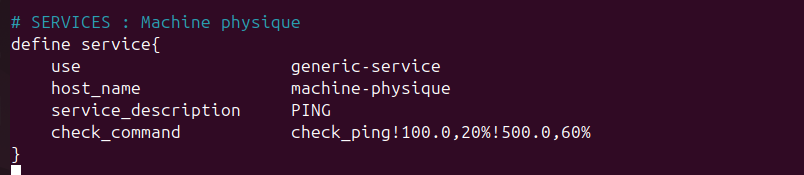 # SERVICES : Machine physique
define service{
    use                     generic-service
    host_name               machine-physique
    service_description     PING
    check_command           check_ping!100.0,20%!500.0,60%
}